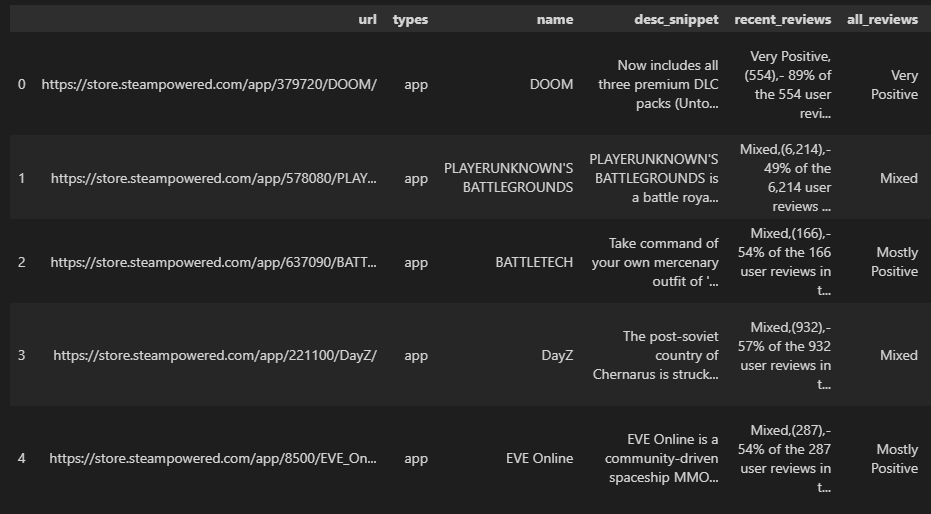 url types name desc_snippet recent_reviews all_reviews
0 https://store.steampowered.com/app/379720/DOOM/ app DOOM
Now includes all
three premium DLC
packs (Unto...
Very Positive,
(554),- 89% of
the 554 user
revi...
Very
Positive
1 https://store.steampowered.com/app/578080/PLAY... app
PLAYERUNKNOWN'S
BATTLEGROUNDS
PLAYERUNKNOWN'S
BATTLEGROUNDS is
a battle roya...
Mixed,(6,214),-
49% of the
6,214 user
reviews ...
Mixed
2 https://store.steampowered.com/app/637090/BATT... app BATTLETECH
Take command of
your own mercenary
outfit of '...
Mixed,(166),-
54% of the 166
user reviews in
t...
Mostly
Positive
3 https://store.steampowered.com/app/221100/DayZ/ app DayZ
The post-soviet
country of
Chernarus is struck...
Mixed,(932),-
57% of the 932
user reviews in
t...
Mixed
4 https://store.steampowered.com/app/8500/EVE_On... app EVE Online
EVE Online is a
community-driven
spaceship MMO...
Mixed,(287),-
54% of the 287
user reviews in
t...
Mostly
Positive